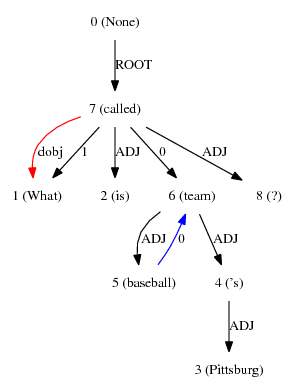 0 (None)
ROOT
7 (called)
dobj 1 ADJ 0 ADJ
1 (What) 2 (is) 6 (team) 8 (?)
ADJ 0 ADJ
5 (baseball) 4 ('s)
ADJ
3 (Pittsburg)